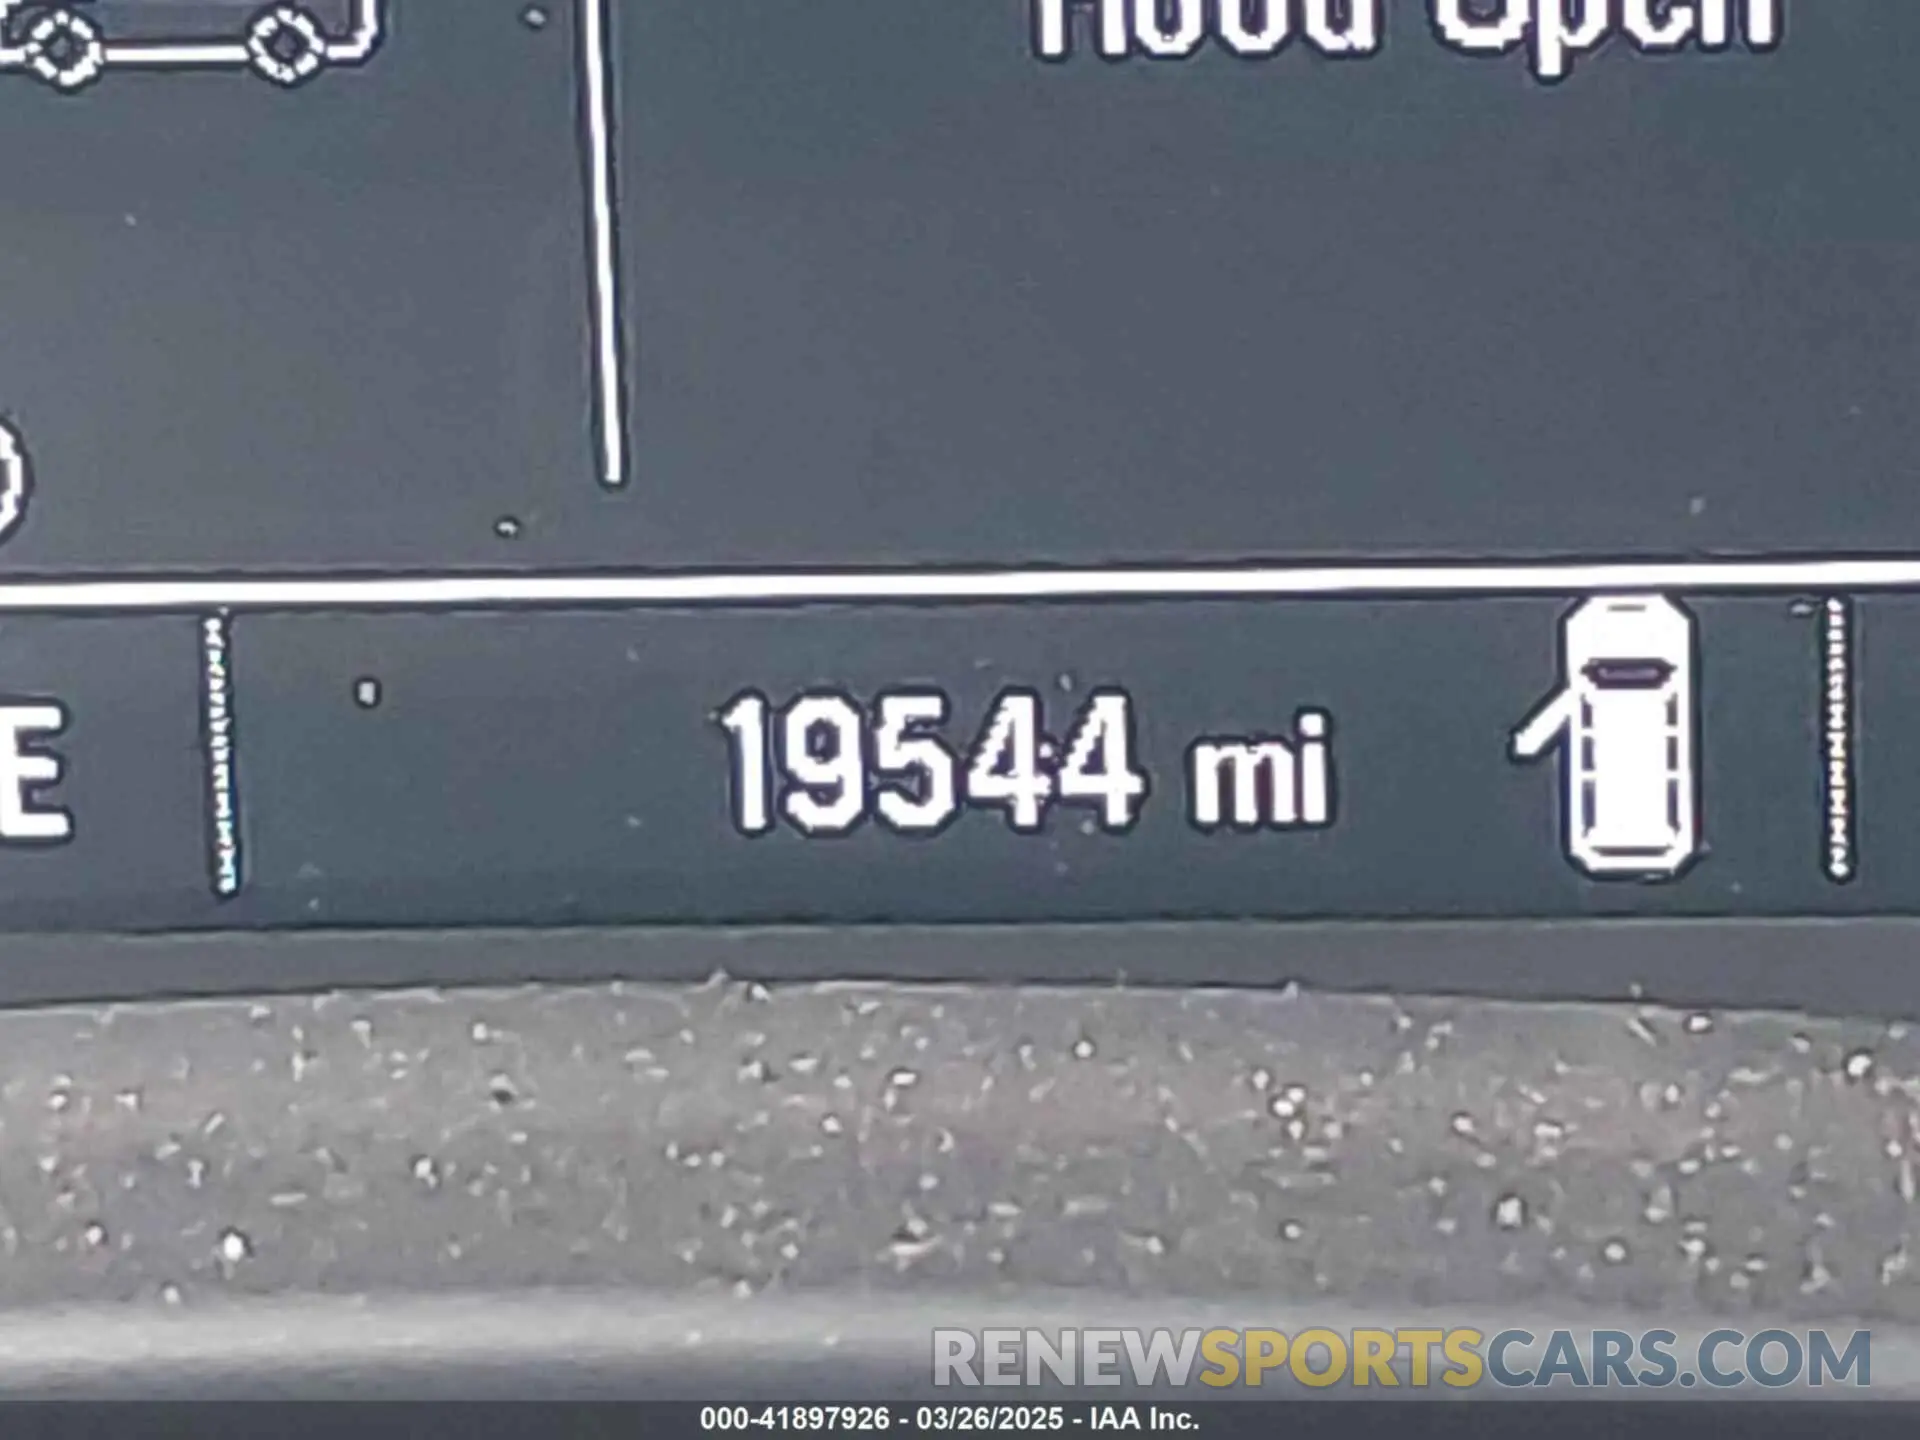 Hood Open
E
19544 mi
RENEWSPORTSCARS.COM
000-41897926 - 03/26/2025 - IAA Inc.